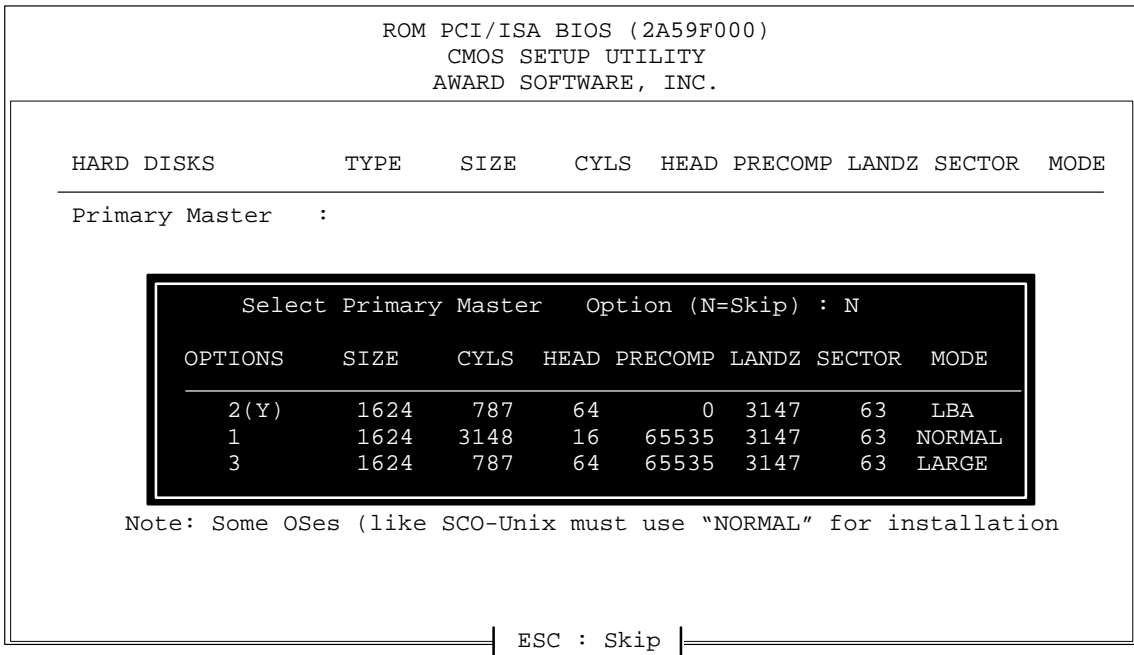 ROM PCI/ISA BIOS (2A59F000)
CMOS SETUP UTILITY
AWARD SOFTWARE, INC.
HARD DISKS TYPE SIZE CYLS HEAD PRECOMP LANDZ SECTOR MODE
Primary Master :
Select Primary Master Option (N=Skip) : N
OPTIONS SIZE CYLS HEAD PRECOMP LANDZ SECTOR MODE
2(Y) 1624 787 64 0 3147 63 LBA
1 1624 3148 16 65535 3147 63 NORMAL
3 1624 787 64 65535 3147 63 LARGE
Note: Some OSes (like SCO-Unix must use “NORMAL” for installation
ESC : Skip